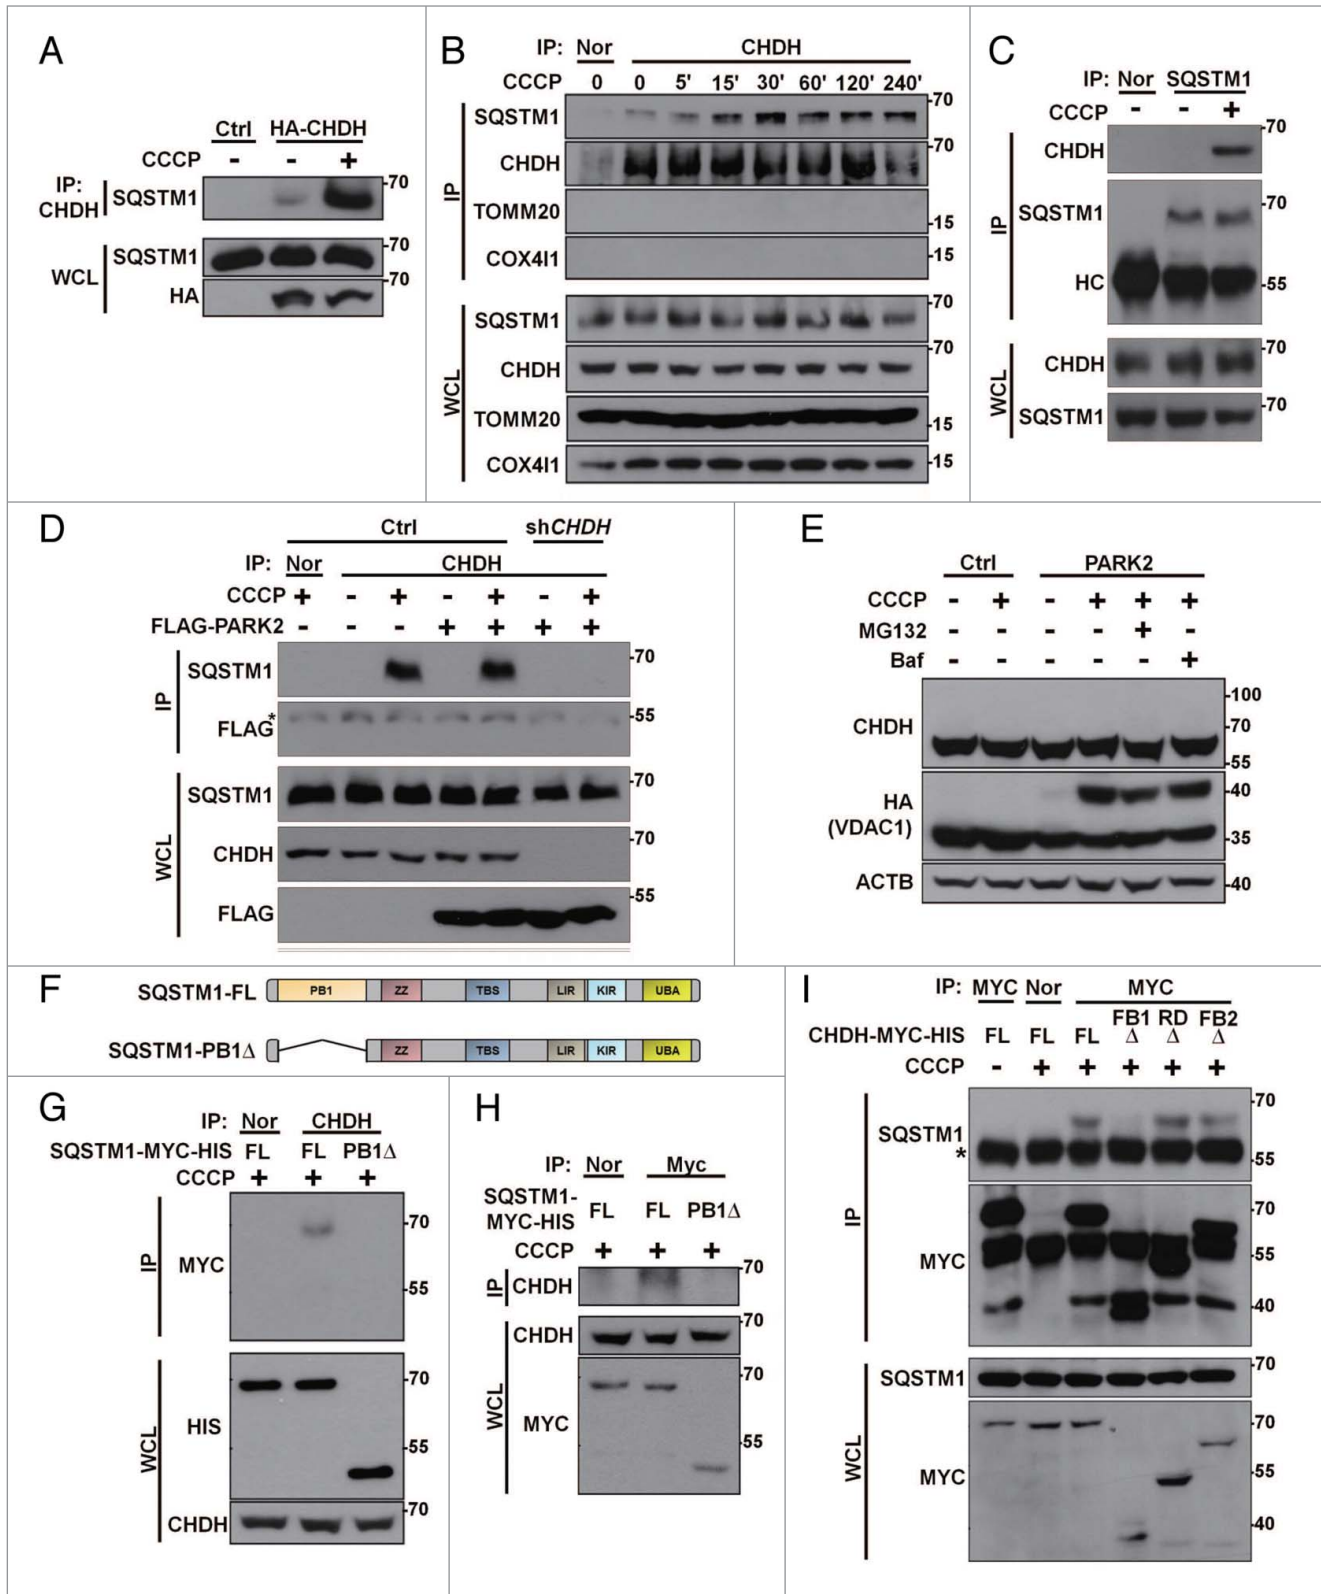 A
Ctrl HA-CHDH
CCCP - - +
IP: CHDH SQSTM1 -70
WCL SQSTM1 -70
HA -70
B
IP: Nor CHDH
CCCP 0 0 5' 15' 30' 60' 120' 240'
IP
SQSTM1 -70
CHDH -70
TOMM20 -15
COX4I1 -15
WCL
SQSTM1 -70
CHDH -70
TOMM20 -15
COX4I1 -15
C
IP: Nor SQSTM1
CCCP - - +
IP
CHDH -70
SQSTM1 -70
HC -55
WCL
CHDH -70
SQSTM1 -70
D
Ctrl shCHDH
IP: Nor CHDH
CCCP + - + - + - +
FLAG-PARK2 - - - + + + +
IP
SQSTM1 -70
* -55
FLAG
WCL
SQSTM1 -70
CHDH -70
FLAG -55
E
Ctrl PARK2
CCCP - + - + + +
MG132 - - - - + -
Baf - - - - - +
-100
CHDH -70
-55
HA (VDAC1) -40
-35
ACTB -40
F
SQSTM1-FL PB1 ZZ TBS LIR KIR UBA
SQSTM1-PB1Δ ZZ TBS LIR KIR UBA
G
IP: Nor CHDH
SQSTM1-MYC-HIS FL FL PB1Δ
CCCP + + +
IP
MYC -70
-55
WCL
HIS -70
-55
CHDH -70
H
IP: Nor Myc
SQSTM1-
MYC-HIS FL FL PB1Δ
CCCP + + +
IP CHDH -70
WCL
CHDH -70
MYC -70
-55
I
IP: MYC Nor MYC
FB1 RD FB2
CHDH-MYC-HIS FL FL FL Δ Δ Δ
CCCP - + + + + +
IP
-70
SQSTM1
* -55
-70
MYC -55
-40
WCL
SQSTM1 -70
-70
MYC -55
-40